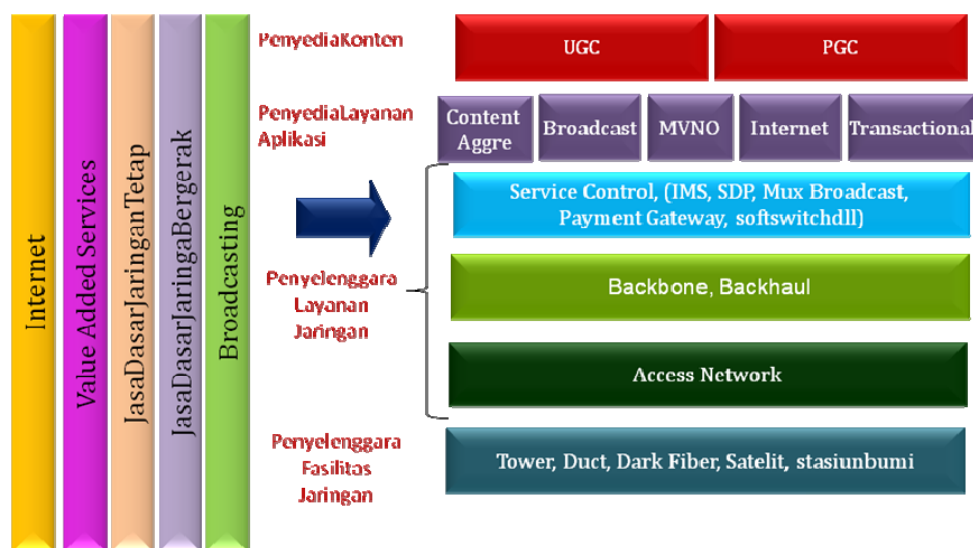 Internet
Value Added Services
JasaDasarJaringanTetap
JasaDasarJaringaBergerak
Broadcasting
PenyediaKonten
UGC
PGC
PenyediaLayanan
Aplikasi
Content
Aggre
Broadcast
MVNO
Internet
Transactional
Service Control, (IMS, SDP, Mux Broadcast,
Payment Gateway, softswitchdll)
Penyelenggara
Layanan
Jaringan
Backbone, Backhaul
Access Network
Penyelenggara
Fasilitas
Jaringan
Tower, Duct, Dark Fiber, Satelit, stasiunbumi